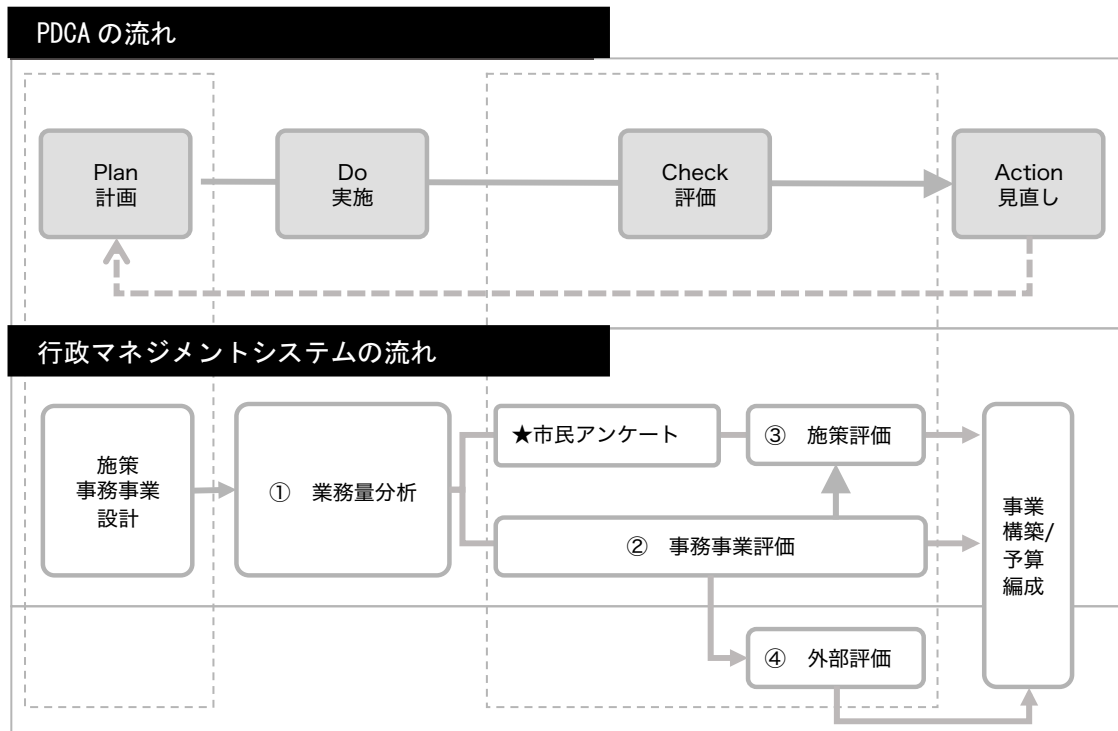 PDCA の流れ
Plan
計画
Do
実施
Check
評価
Action
見直し
行政マネジメントシステムの流れ
施策
事務事業
設計
①　業務量分析
★市民アンケート
③　施策評価
②　事務事業評価
④　外部評価
事業
構築/
予算
編成